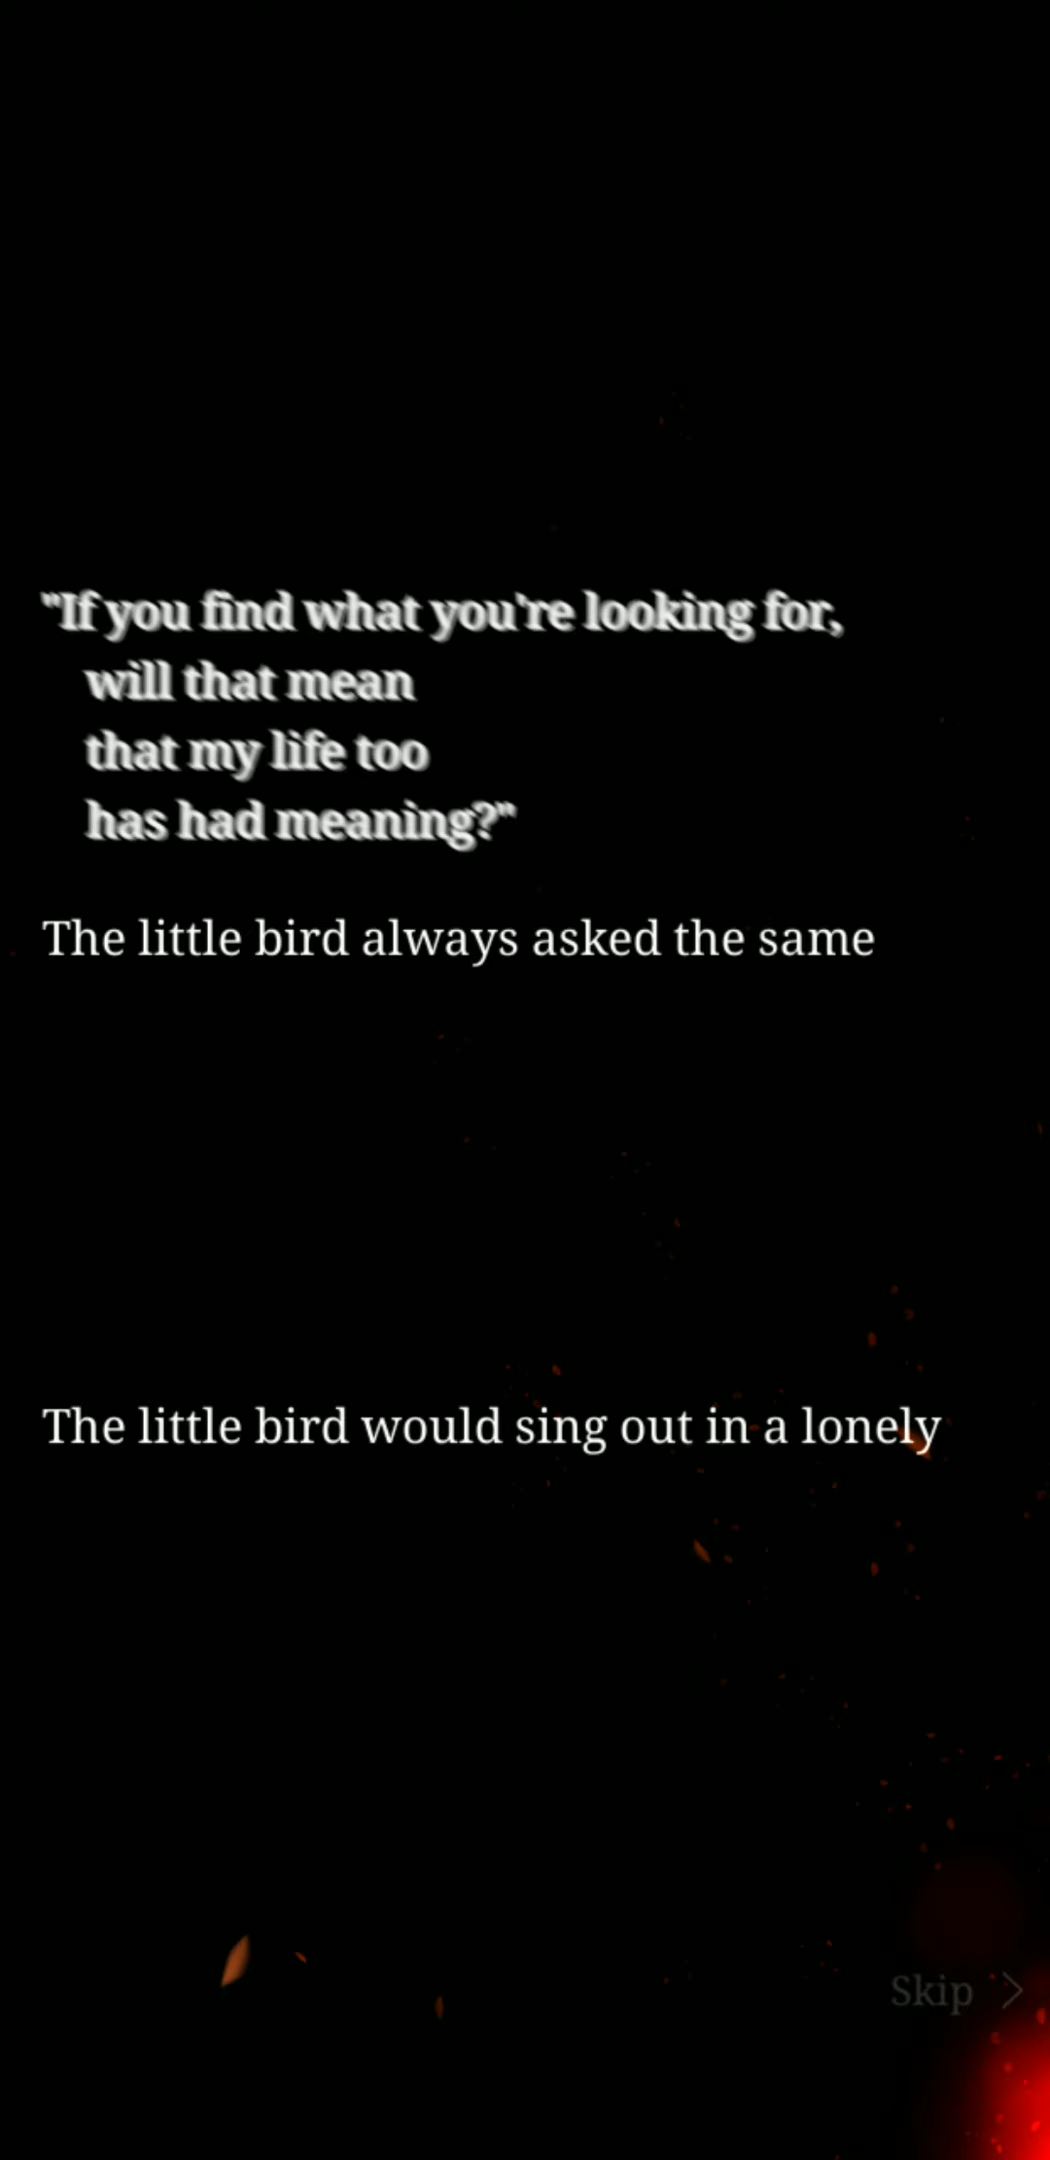 "If you find what you're looking for,
will that mean
that my life too
has had meaning?"
The little bird always asked the same
The little bird would sing out in a lonely
Skip >